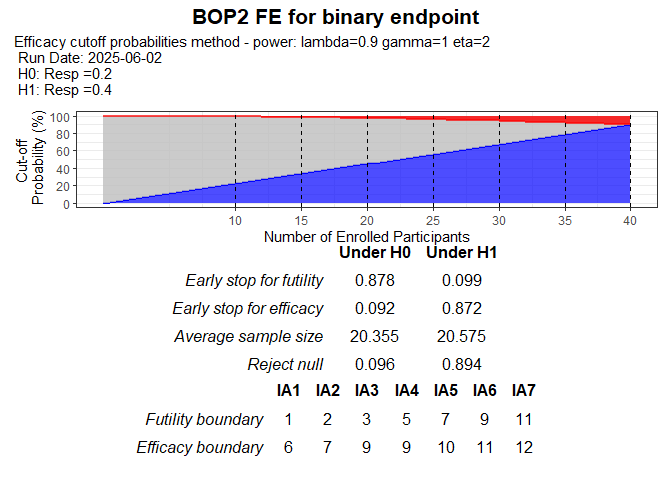 BOP2 FE for binary endpoint
Efficacy cutoff probabilities method - power: lambda=0.9 gamma=1 eta=2
Run Date: 2025-06-02
H0: Resp =0.2
H1: Resp =0.4
Cut-off
Probability (%)
100
80
60
40
20
0
10 15 20 25 30 35 40
Number of Enrolled Participants
Under H0 Under H1
Early stop for futility 0.878 0.099
Early stop for efficacy 0.092 0.872
Average sample size 20.355 20.575
Reject null 0.096 0.894
IA1 IA2 IA3 IA4 IA5 IA6 IA7
Futility boundary 1 2 3 5 7 9 11
Efficacy boundary 6 7 9 9 10 11 12